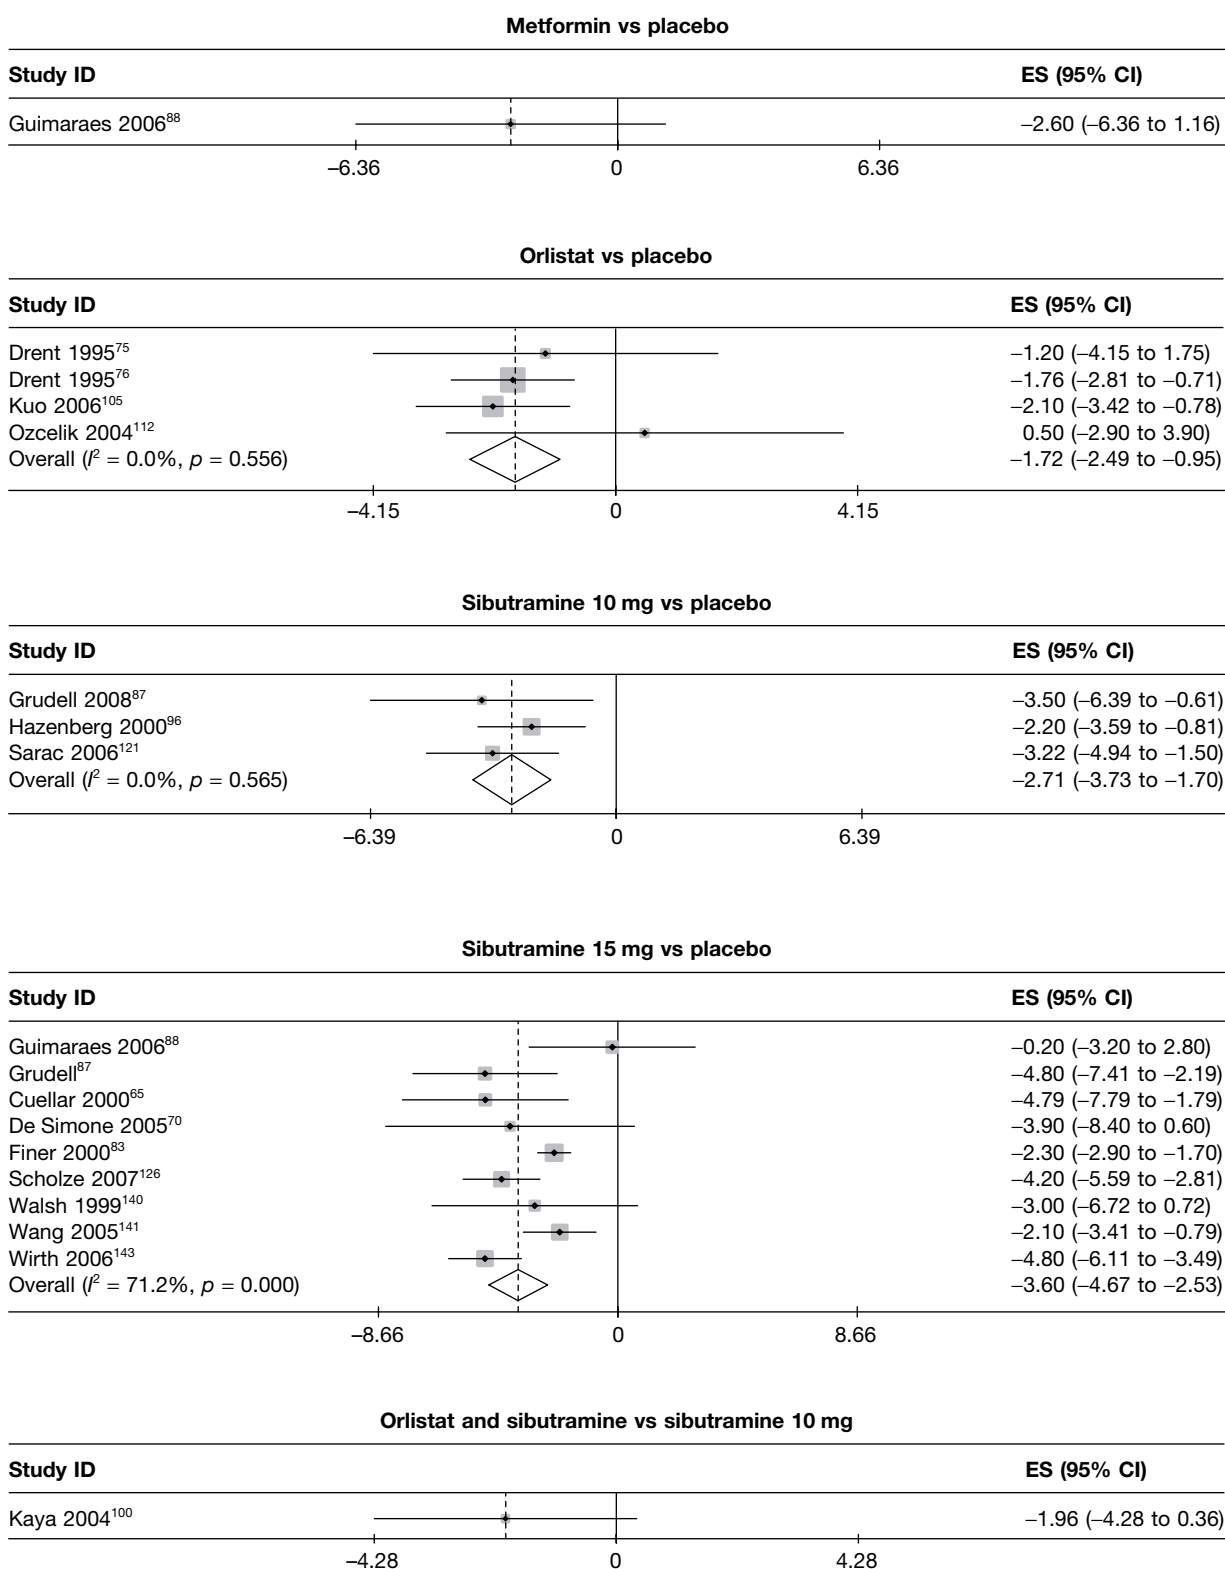 Metformin vs placebo
Study ID ES (95% CI)
Guimaraes 2006⁸⁸ –2.60 (–6.36 to 1.16)
–6.36 0 6.36
Orlistat vs placebo
Study ID ES (95% CI)
Drent 1995⁷⁵ –1.20 (–4.15 to 1.75)
Drent 1995⁷⁶ –1.76 (–2.81 to –0.71)
Kuo 2006¹⁰⁵ –2.10 (–3.42 to –0.78)
Ozcelik 2004¹¹² 0.50 (–2.90 to 3.90)
Overall (I² = 0.0%, p = 0.556) –1.72 (–2.49 to –0.95)
–4.15 0 4.15
Sibutramine 10 mg vs placebo
Study ID ES (95% CI)
Grudell 2008⁸⁷ –3.50 (–6.39 to –0.61)
Hazenberg 2000⁹⁶ –2.20 (–3.59 to –0.81)
Sarac 2006¹²¹ –3.22 (–4.94 to –1.50)
Overall (I² = 0.0%, p = 0.565) –2.71 (–3.73 to –1.70)
–6.39 0 6.39
Sibutramine 15 mg vs placebo
Study ID ES (95% CI)
Guimaraes 2006⁸⁸ –0.20 (–3.20 to 2.80)
Grudell⁸⁷ –4.80 (–7.41 to –2.19)
Cuellar 2000⁶⁵ –4.79 (–7.79 to –1.79)
De Simone 2005⁷⁰ –3.90 (–8.40 to 0.60)
Finer 2000⁸³ –2.30 (–2.90 to –1.70)
Scholze 2007¹²⁶ –4.20 (–5.59 to –2.81)
Walsh 1999¹⁴⁰ –3.00 (–6.72 to 0.72)
Wang 2005¹⁴¹ –2.10 (–3.41 to –0.79)
Wirth 2006¹⁴³ –4.80 (–6.11 to –3.49)
Overall (I² = 71.2%, p = 0.000) –3.60 (–4.67 to –2.53)
–8.66 0 8.66
Orlistat and sibutramine vs sibutramine 10 mg
Study ID ES (95% CI)
Kaya 2004¹⁰⁰ –1.96 (–4.28 to 0.36)
–4.28 0 4.28